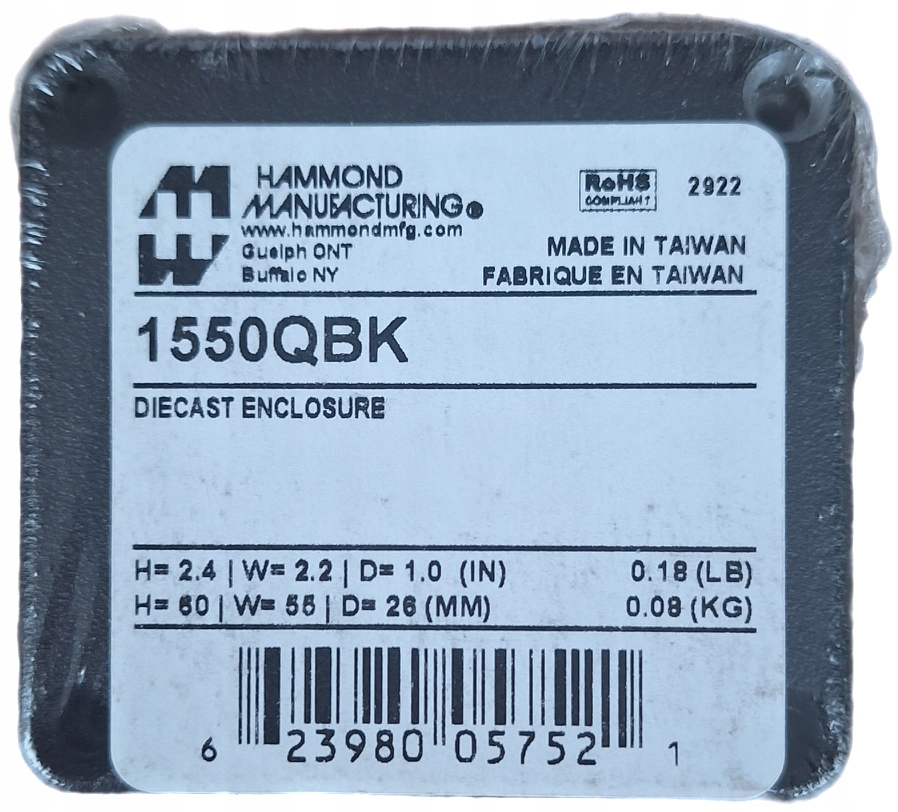 HAMMOND
MANUFACTURING®
www.hammondmfg.com
Guelph ONT
Buffalo NY
RoHS
COMPLIANT
2922
MADE IN TAIWAN
FABRIQUE EN TAIWAN
1550QBK
DIECAST ENCLOSURE
H= 2.4 | W= 2.2 | D= 1.0 (IN) 0.18 (LB)
H= 60 | W= 55 | D= 26 (MM) 0.08 (KG)
6 23980 05752 1